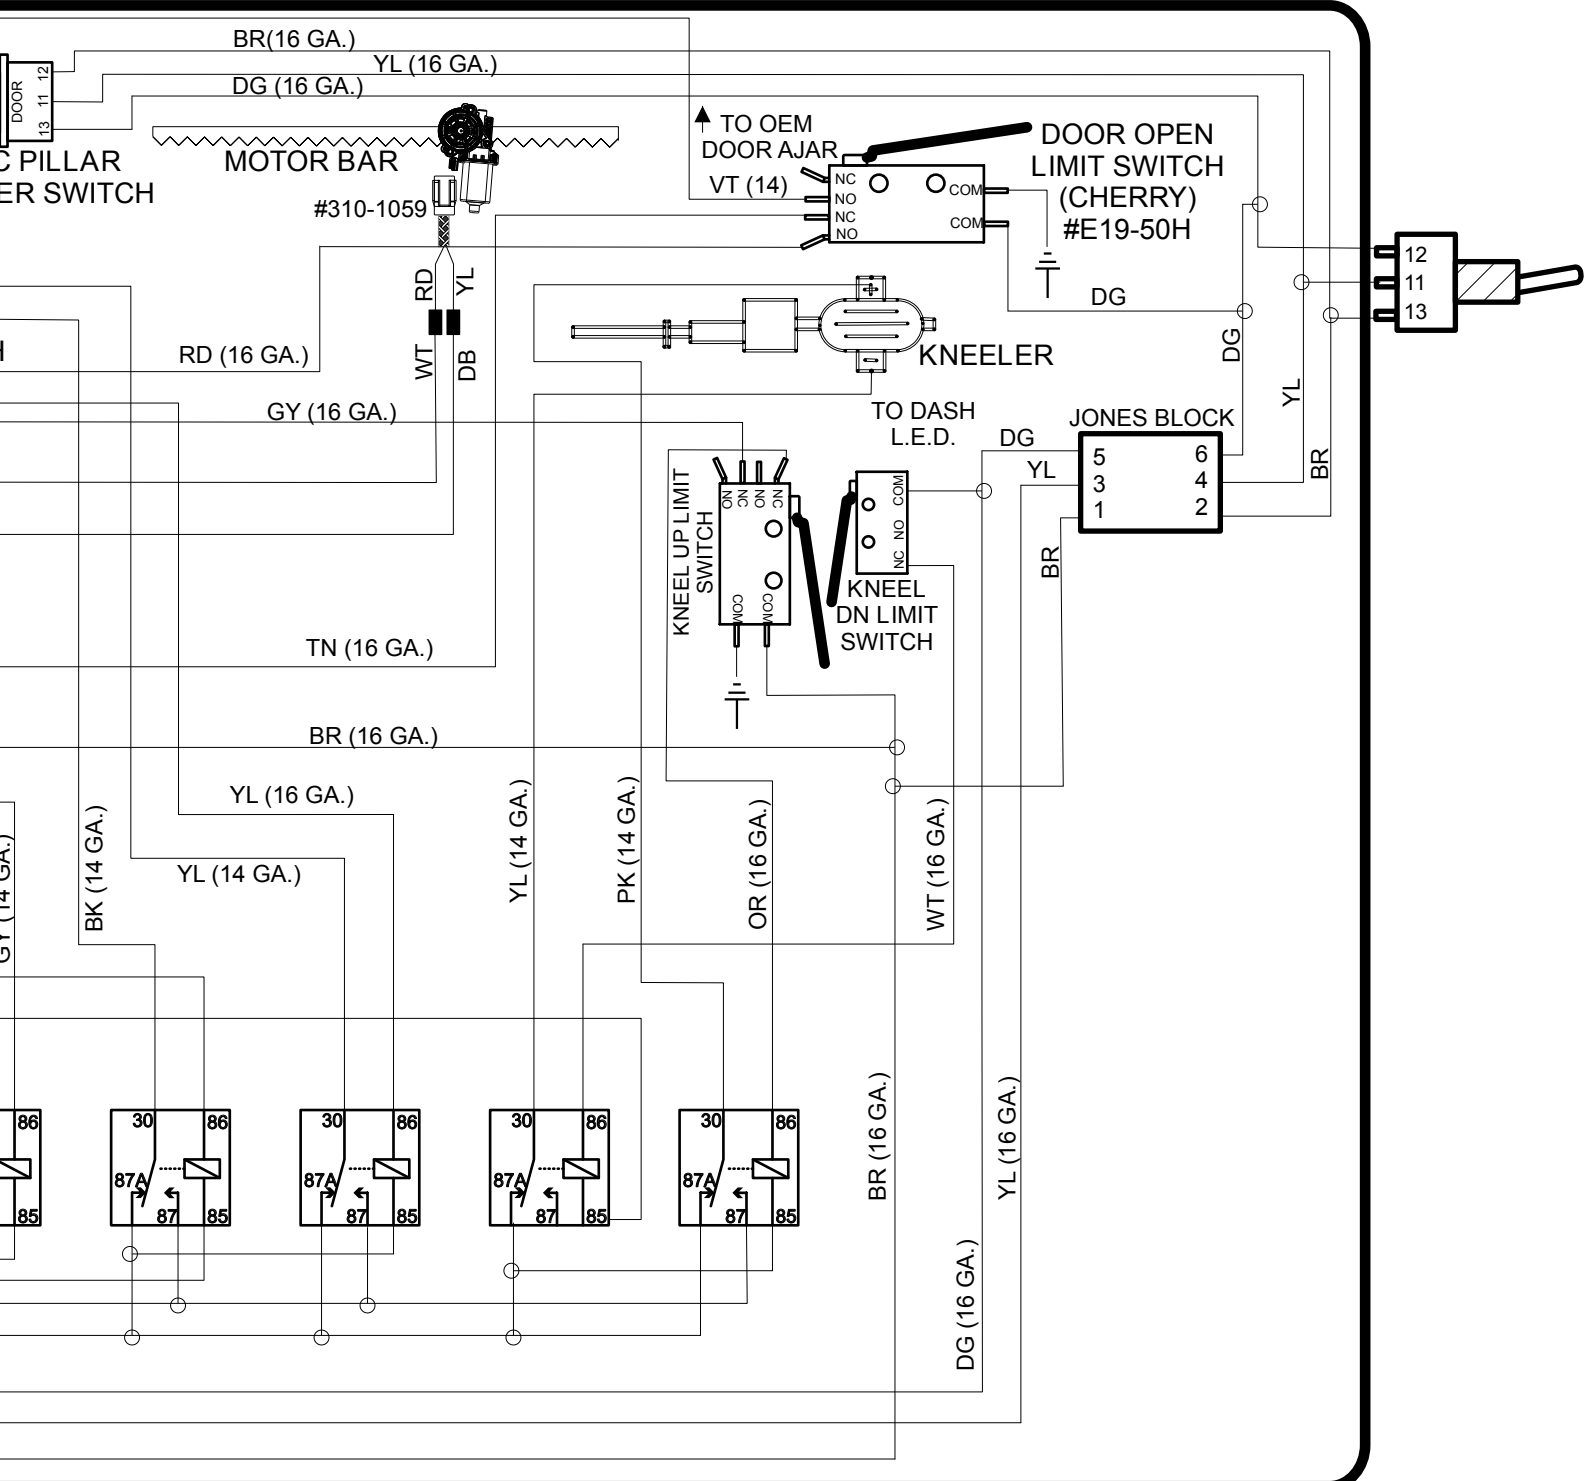 BR(16 GA.)
YL (16 GA.)
DG (16 GA.)
DOOR
12
11
13
C PILLAR
ER SWITCH
MOTOR BAR
#310-1059
TO OEM
DOOR AJAR
VT (14)
NC
NO
NC
NO
COM
COM
DOOR OPEN
LIMIT SWITCH
(CHERRY)
#E19-50H
12
11
13
RD
YL
WT
DB
DG
DG
YL
BR
H
RD (16 GA.)
KNEELER
GY (16 GA.)
TO DASH
L.E.D.
JONES BLOCK
DG
YL
BR
5
3
1
6
4
2
KNEEL UP LIMIT
SWITCH
NO
NC
NO
NC
COM
COM
COM
NO
NC
KNEEL
DN LIMIT
SWITCH
TN (16 GA.)
BR (16 GA.)
YL (16 GA.)
YL (14 GA.)
GY (14 GA.)
BK (14 GA.)
YL (14 GA.)
PK (14 GA.)
OR (16 GA.)
WT (16 GA.)
BR (16 GA.)
YL (16 GA.)
DG (16 GA.)
86
85
30
86
87A
87
85
30
86
87A
87
85
30
86
87A
87
85
30
86
87A
87
85